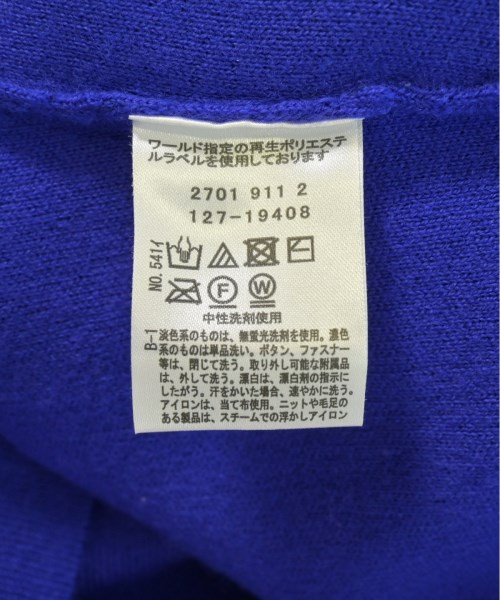 ワールド指定の再生ポリエステ
ルラベルを使用しております
2701 911 2
127-19408
NO. 541イ
F W
中性洗剤使用
B-1
淡色系のものは、無蛍光洗剤を使用。濃色
系のものは単品洗い。ボタン、ファスナー
等は、閉じて洗う。取り外し可能な附属品
は、外して洗う。漂白は、漂白剤の指示に
したがう。汗をかいた場合、速やかに洗う。
アイロンは、当て布使用。ニットや毛足の
ある製品は、スチームでの浮かしアイロン